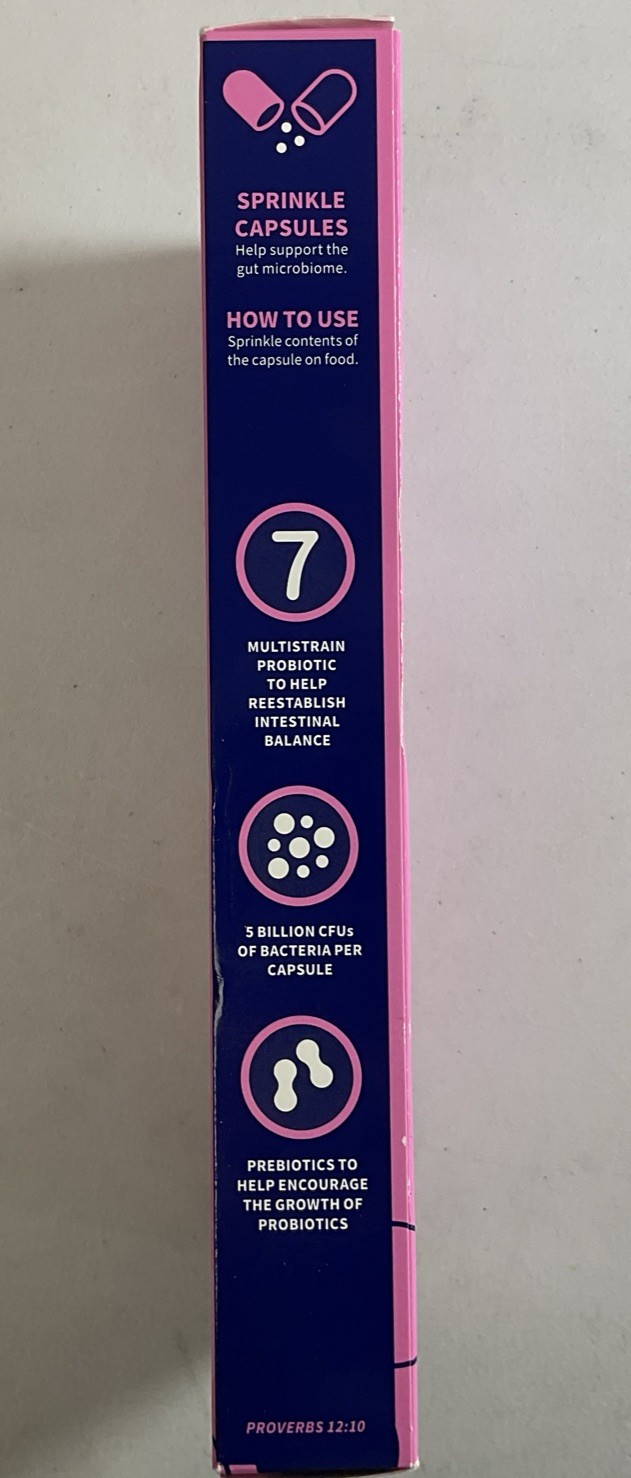 SPRINKLE
CAPSULES
Help support the
gut microbiome.
HOW TO USE
Sprinkle contents of
the capsule on food.
7
MULTISTRAIN
PROBIOTIC
TO HELP
REESTABLISH
INTESTINAL
BALANCE
5 BILLION CFUs
OF BACTERIA PER
CAPSULE
PREBIOTICS TO
HELP ENCOURAGE
THE GROWTH OF
PROBIOTICS
PROVERBS 12:10